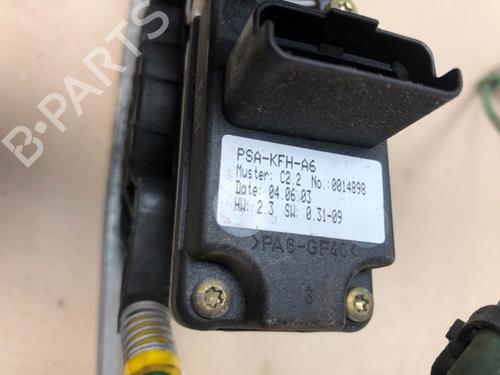 PSA-KFH-A6
Muster: C2.2 No.:0014898
Date: 04.06.03
HW: 2.3 SW: 0.31-09
>PA6-GF40<
3
B-PARTS